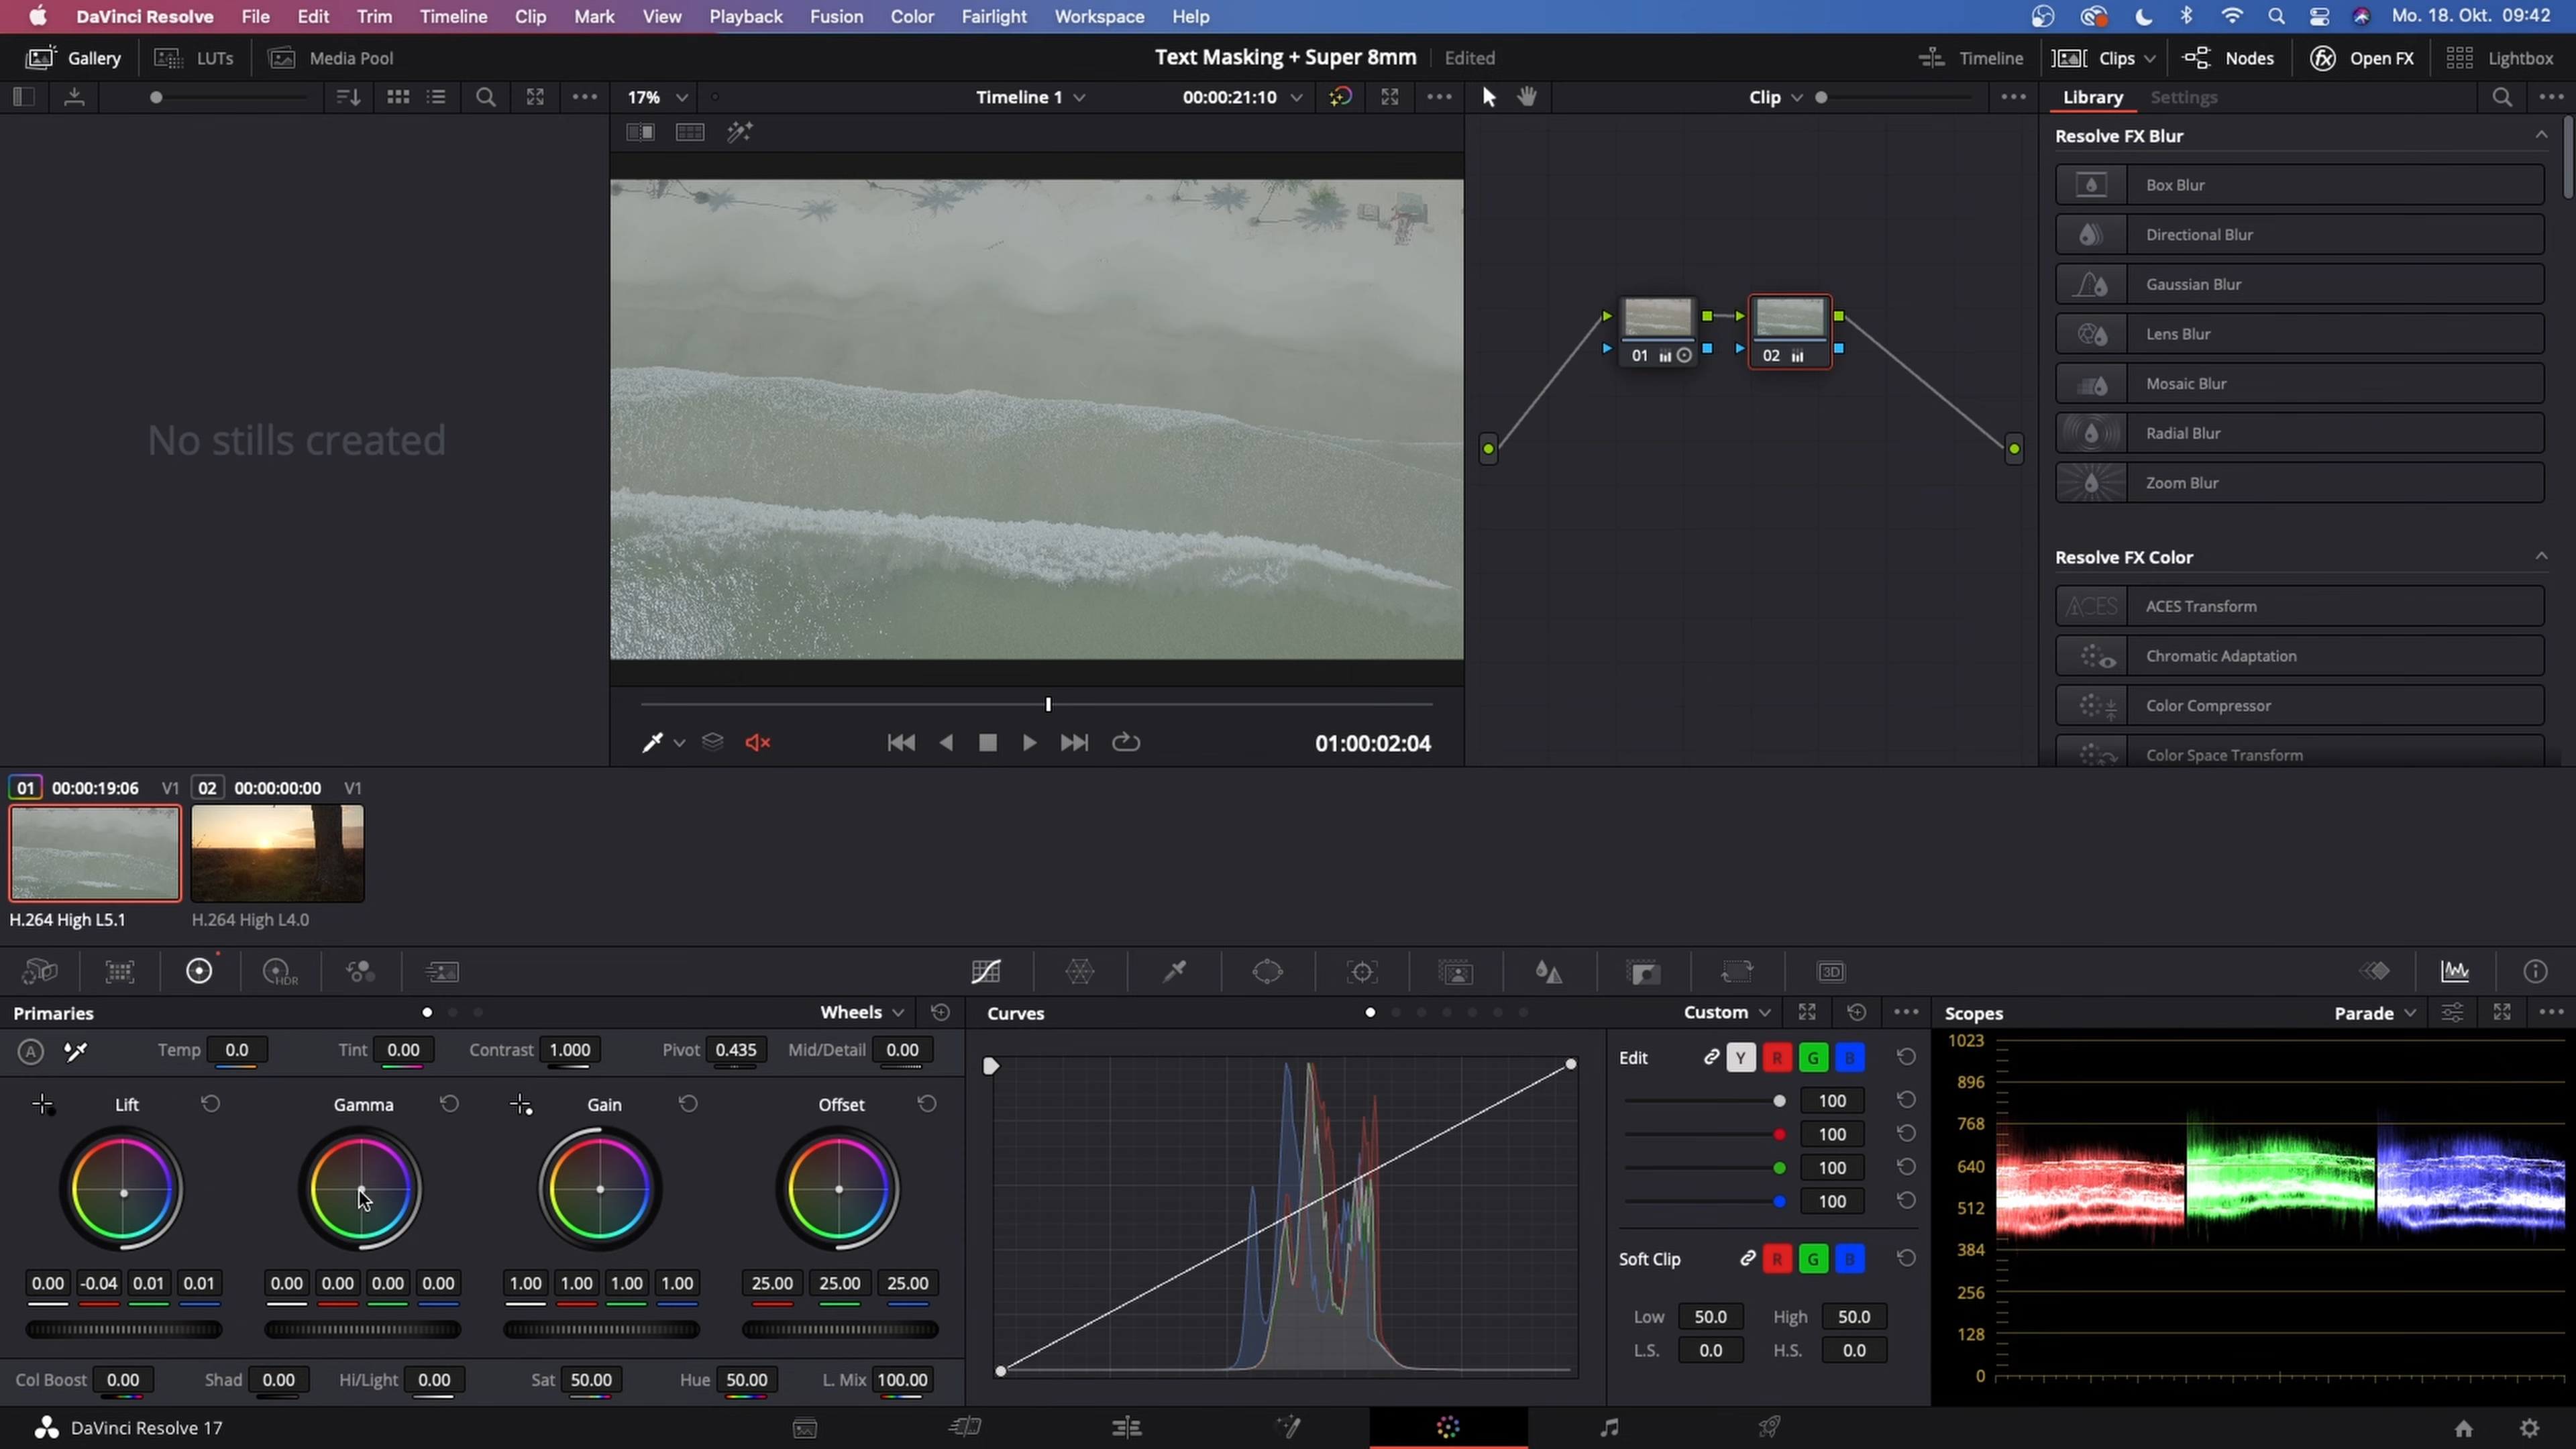 DaVinci Resolve File Edit Trim Timeline Clip Mark View Playback Fusion Color Fairlight Workspace Help Mo. 18. Okt. 09:42
Gallery LUTs Media Pool Text Masking + Super 8mm Edited Timeline Clips Nodes Open FX Lightbox
17% Timeline 1 00:00:21:10 Clip Library Settings
Resolve FX Blur
Box Blur
Directional Blur
Gaussian Blur
Lens Blur
Mosaic Blur
Radial Blur
Zoom Blur
Resolve FX Color
ACES ACES Transform
Chromatic Adaptation
Color Compressor
Color Space Transform
No stills created
01 02
01:00:02:04
01 00:00:19:06 V1 02 00:00:00:00 V1
H.264 High L5.1 H.264 High L4.0
HDR 3D
Primaries Wheels Curves Custom Scopes Parade
A Temp 0.0 Tint 0.00 Contrast 1.000 Pivot 0.435 Mid/Detail 0.00
Lift Gamma Gain Offset
0.00 -0.04 0.01 0.01 0.00 0.00 0.00 0.00 1.00 1.00 1.00 1.00 25.00 25.00 25.00
Col Boost 0.00 Shad 0.00 Hi/Light 0.00 Sat 50.00 Hue 50.00 L. Mix 100.00
Edit Y R G B
100
100
100
100
Soft Clip R G B
Low 50.0 High 50.0
L.S. 0.0 H.S. 0.0
1023
896
768
640
512
384
256
128
0
DaVinci Resolve 17